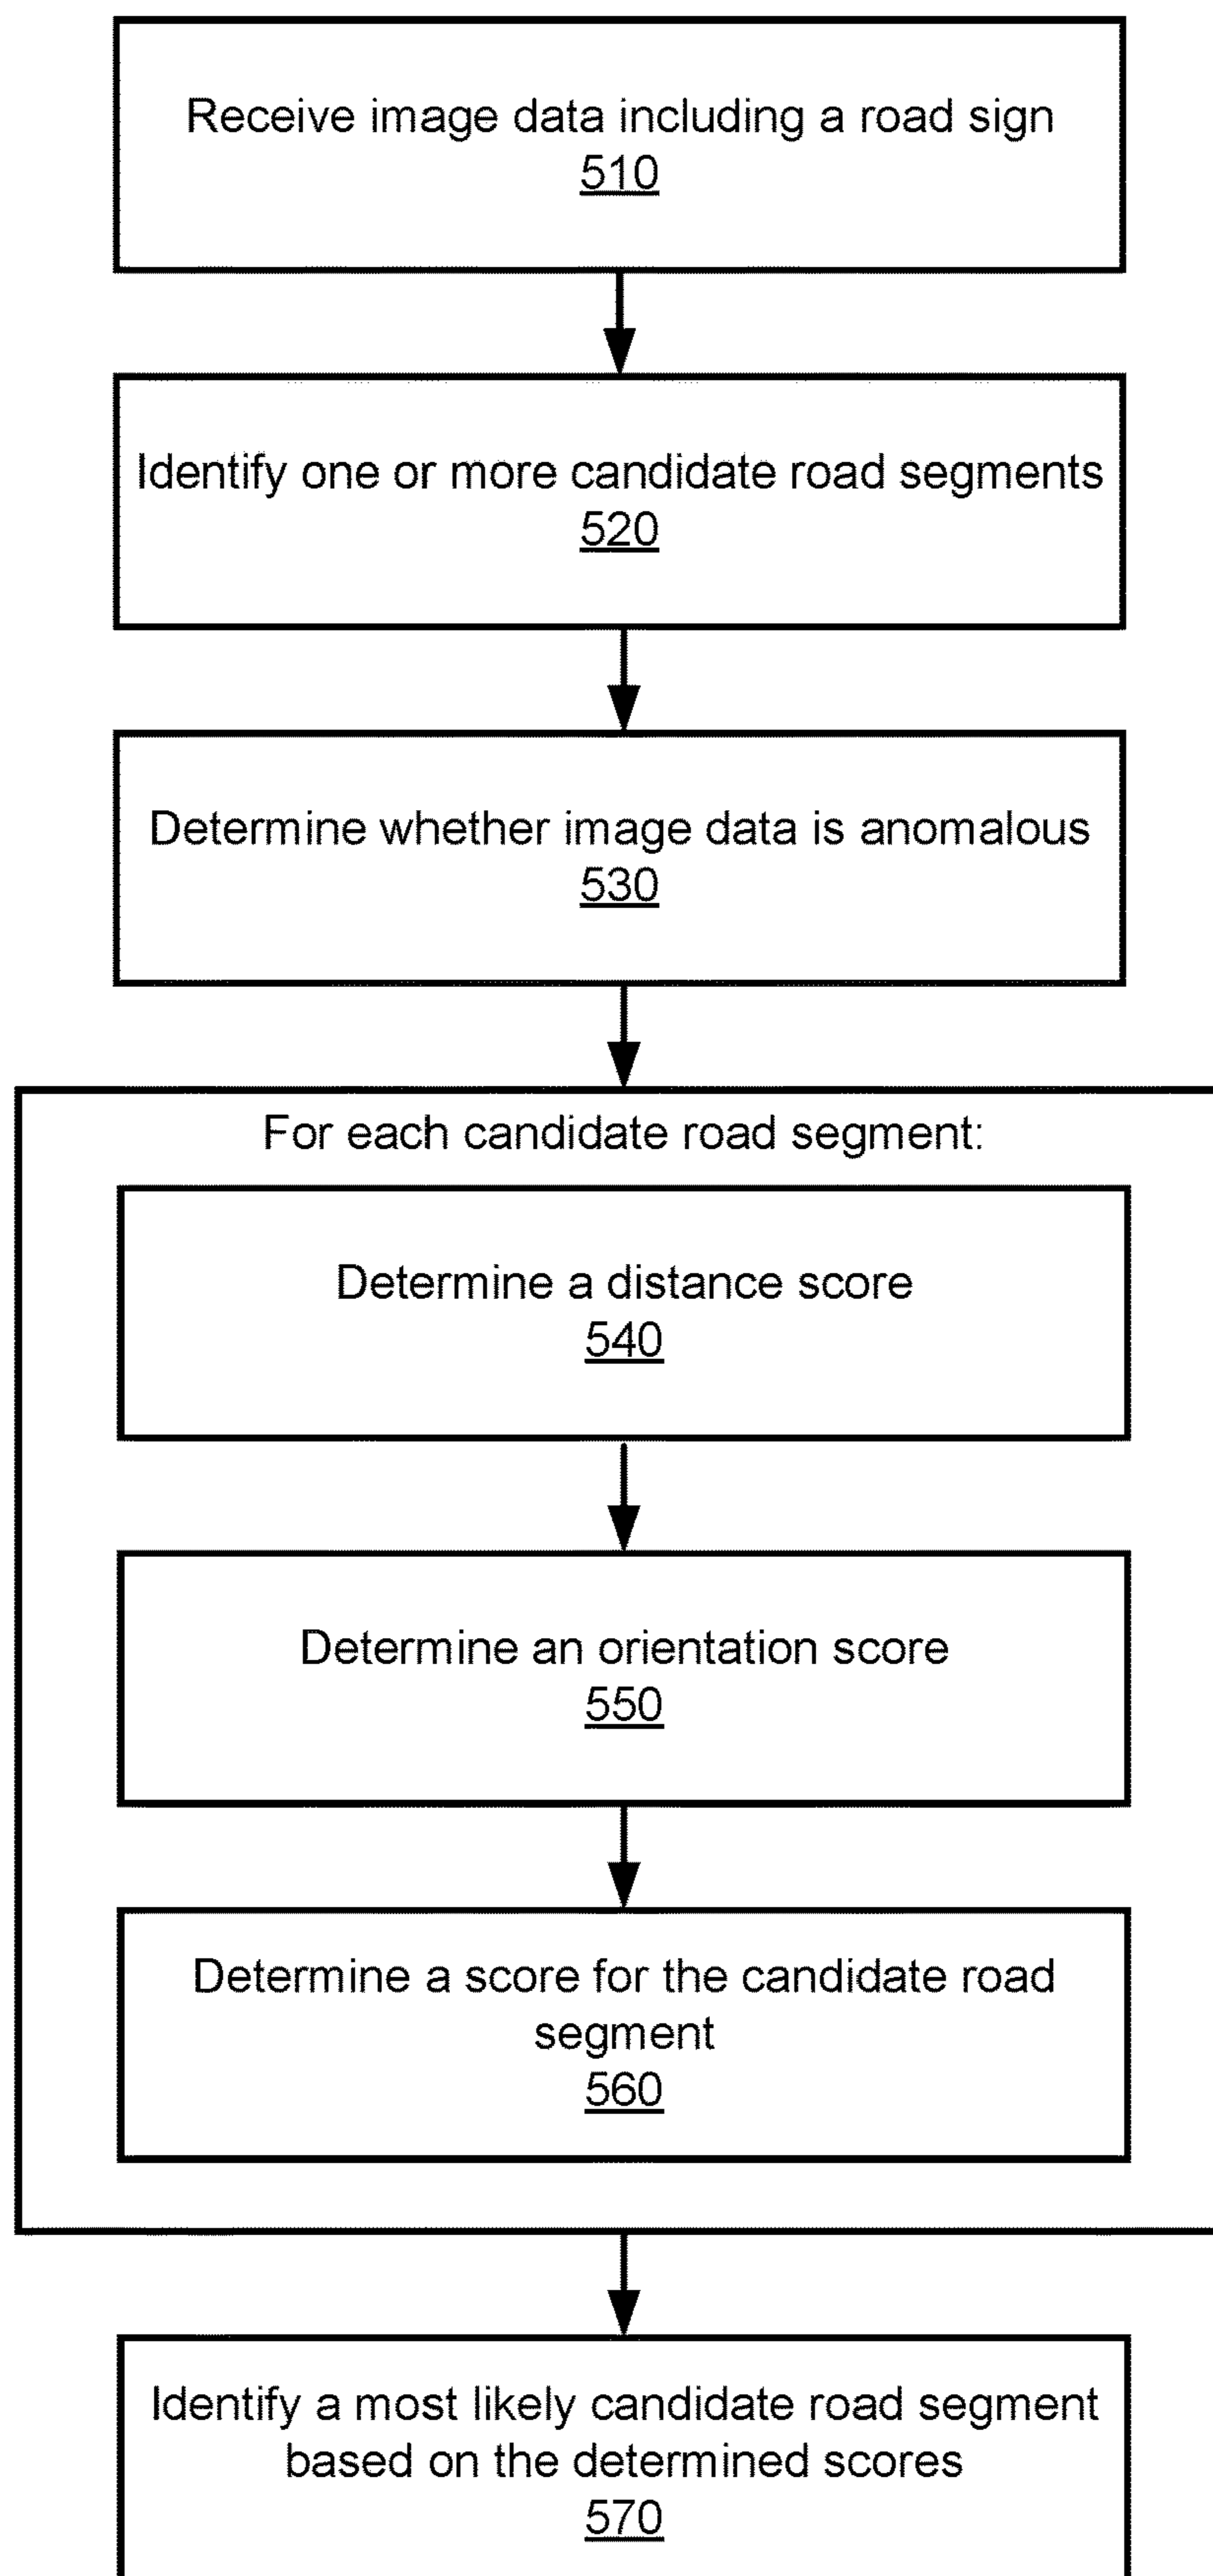 Receive image data including a road sign
510
Identify one or more candidate road segments
520
Determine whether image data is anomalous
530
For each candidate road segment:
Determine a distance score
540
Determine an orientation score
550
Determine a score for the candidate road
segment
560
Identify a most likely candidate road segment
based on the determined scores
570